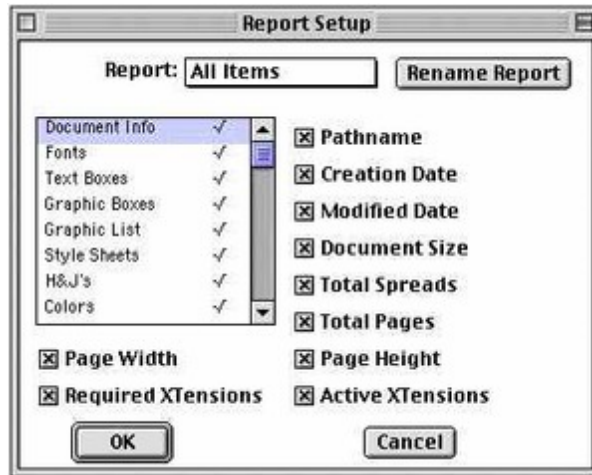 Report Setup
Report: All Items Rename Report
Document Info √
Fonts √
Text Boxes √
Graphic Boxes √
Graphic List √
Style Sheets √
H&J's √
Colors √
Pathname
Creation Date
Modified Date
Document Size
Total Spreads
Total Pages
Page Width Page Height
Required XTensions Active XTensions
OK Cancel